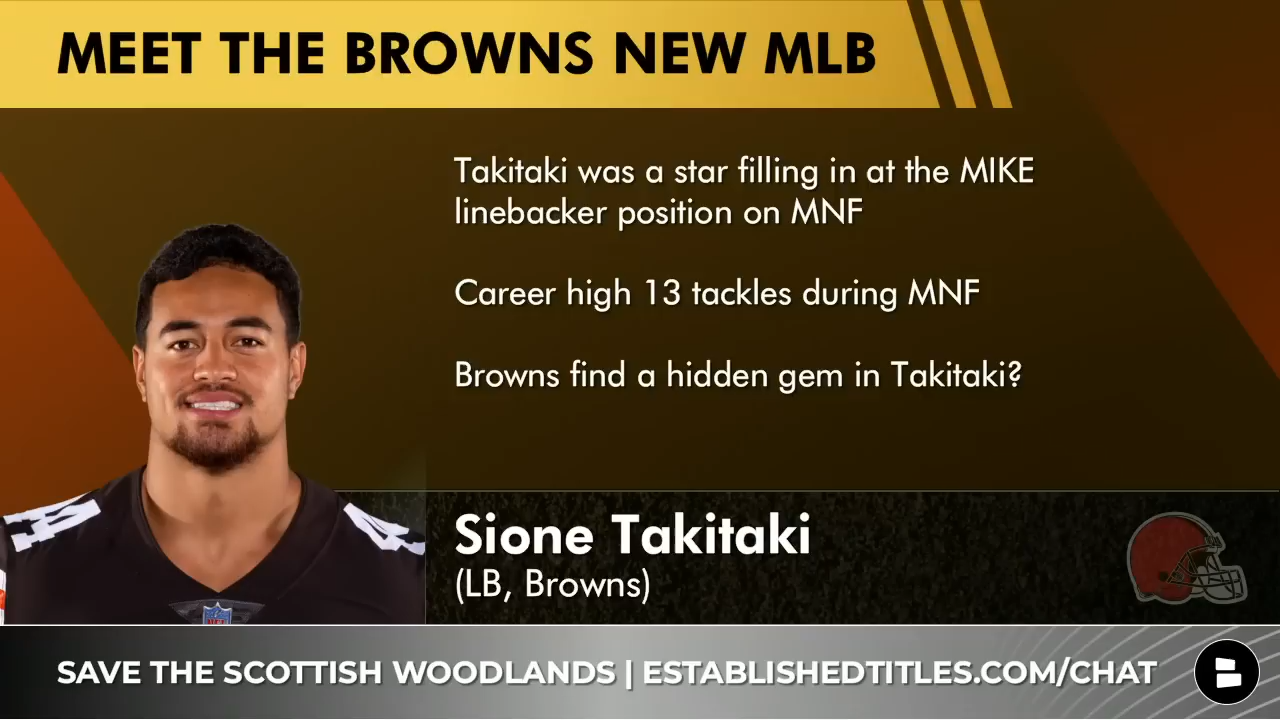 MEET THE BROWNS NEW MLB
Takitaki was a star filling in at the MIKE
linebacker position on MNF
Career high 13 tackles during MNF
Browns find a hidden gem in Takitaki?
Sione Takitaki
(LB, Browns)
SAVE THE SCOTTISH WOODLANDS | ESTABLISHEDTITLES.COM/CHAT